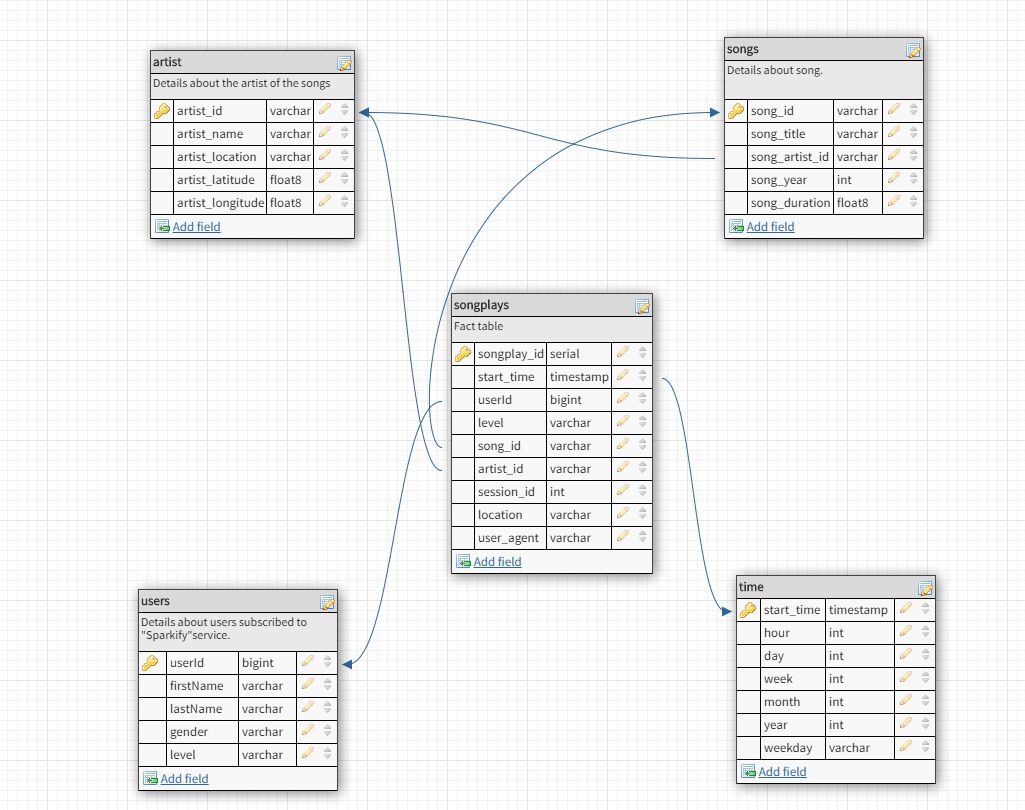 artist
Details about the artist of the songs
artist_id varchar
artist_name varchar
artist_location varchar
artist_latitude float8
artist_longitude float8
Add field
songs
Details about song.
song_id varchar
song_title varchar
song_artist_id varchar
song_year int
song_duration float8
Add field
songplays
Fact table
songplay_id serial
start_time timestamp
userId bigint
level varchar
song_id varchar
artist_id varchar
session_id int
location varchar
user_agent varchar
Add field
users
Details about users subscribed to
"Sparkify"service.
userId bigint
firstName varchar
lastName varchar
gender varchar
level varchar
Add field
time
start_time timestamp
hour int
day int
week int
month int
year int
weekday varchar
Add field